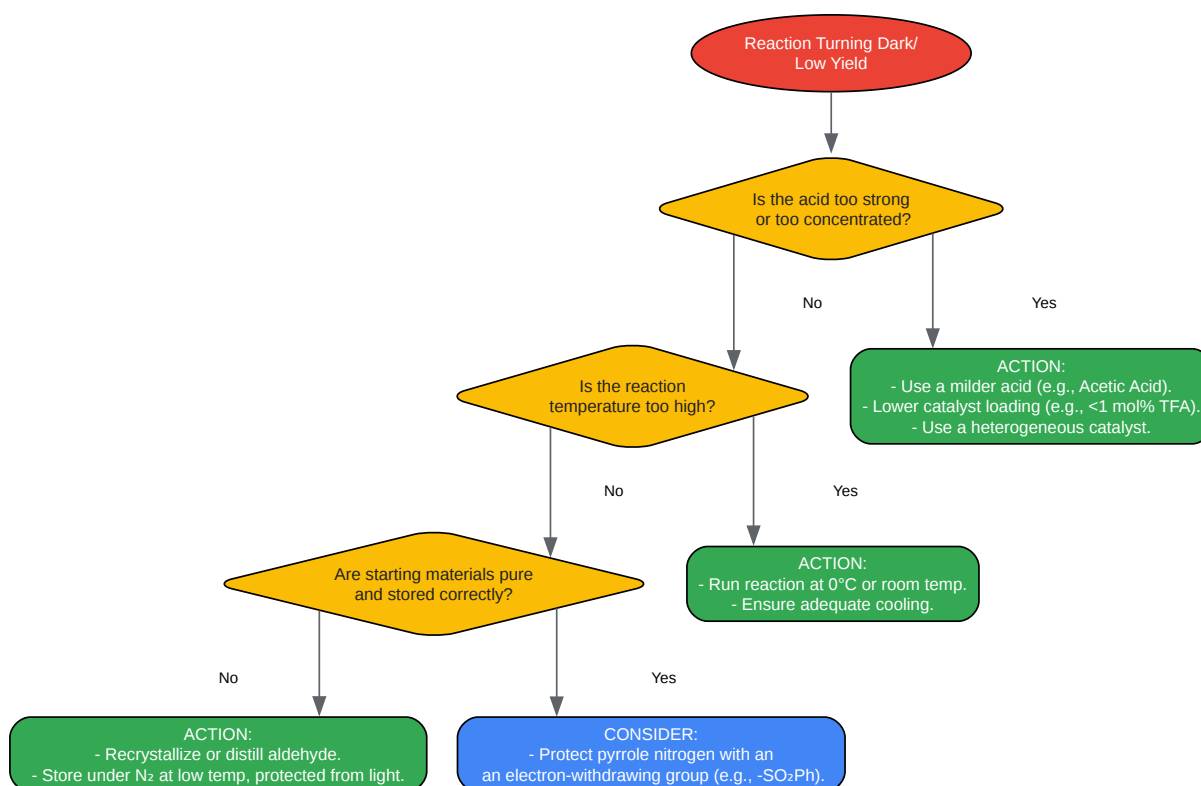 Reaction Turning Dark/
Low Yield
Is the acid too strong
or too concentrated?
No
Yes
ACTION:
- Use a milder acid (e.g., Acetic Acid).
- Lower catalyst loading (e.g., <1 mol% TFA).
- Use a heterogeneous catalyst.
Is the reaction
temperature too high?
No
Yes
ACTION:
- Run reaction at 0°C or room temp.
- Ensure adequate cooling.
Are starting materials pure
and stored correctly?
No
Yes
ACTION:
- Recrystallize or distill aldehyde.
- Store under N₂ at low temp, protected from light.
CONSIDER:
- Protect pyrrole nitrogen with an
an electron-withdrawing group (e.g., -SO₂Ph).